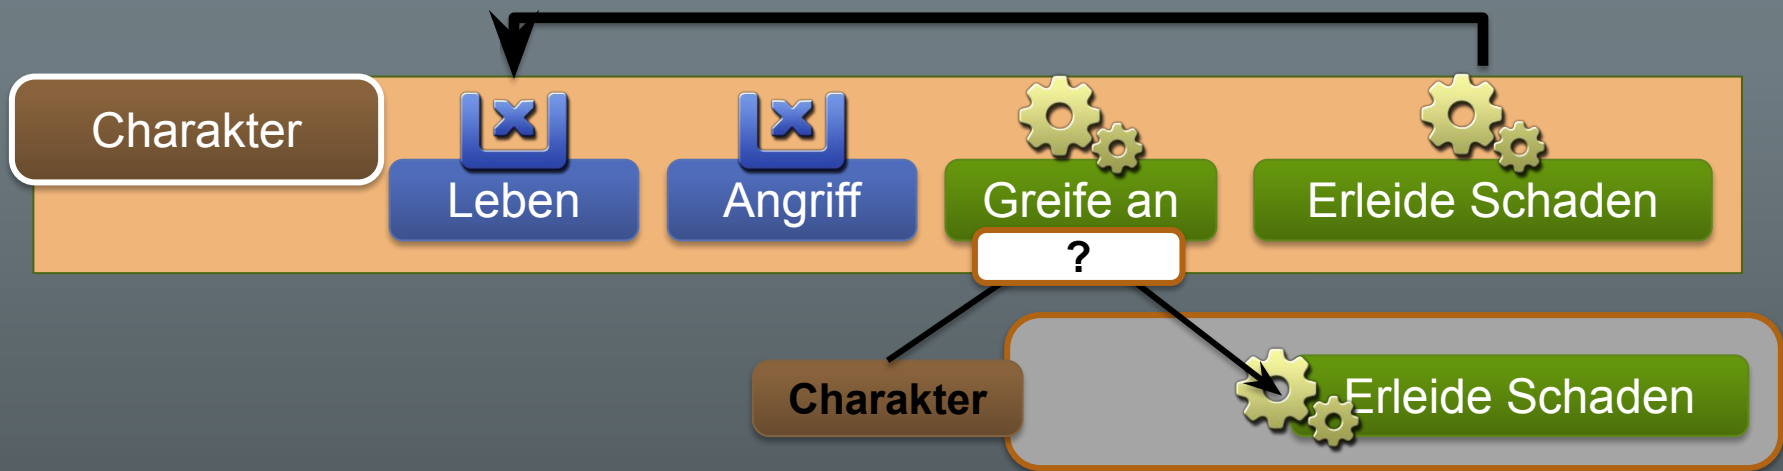 Charakter
Leben
Angriff
Greife an
Erleide Schaden
?
Charakter
Erleide Schaden